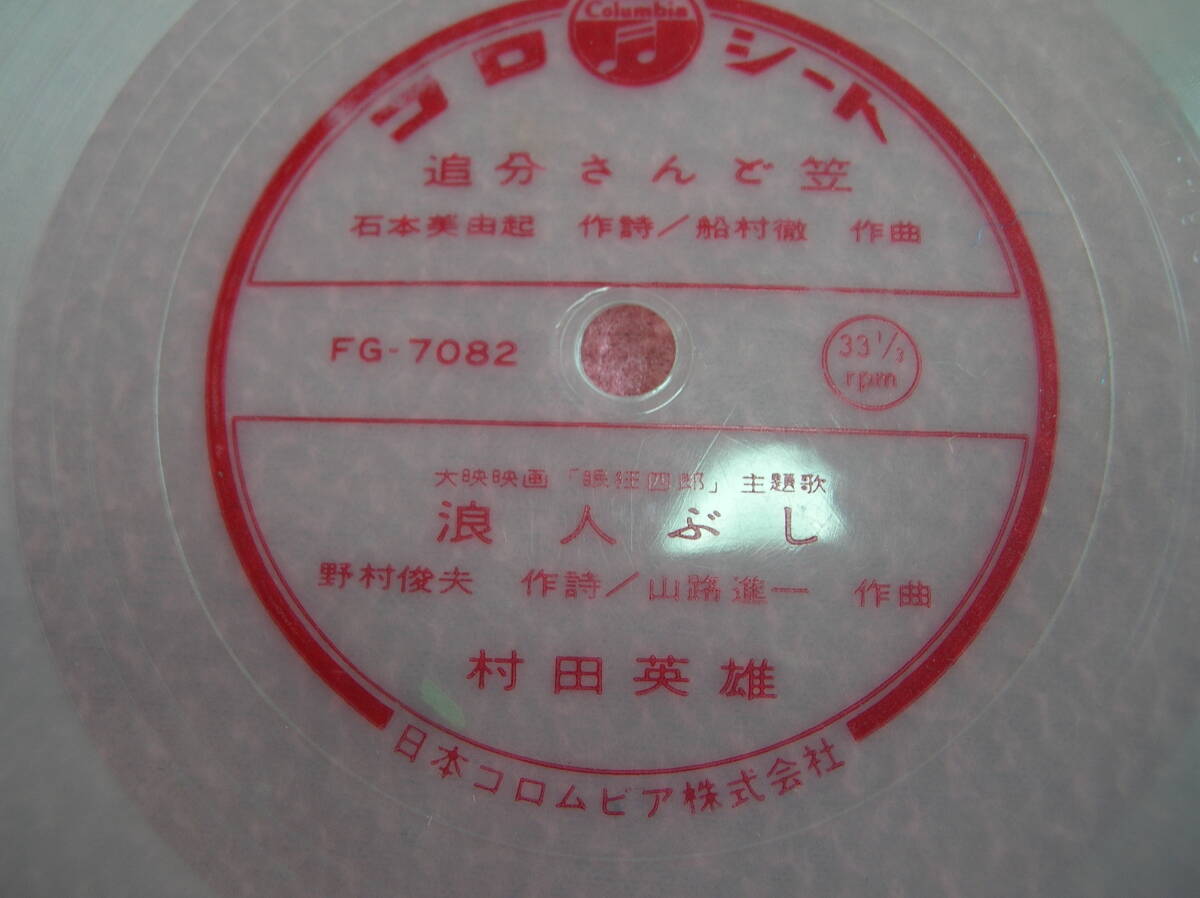 Columbia
コロシート
追分さんど笠
石本美由起 作詩/船村徹 作曲
FG-7082
33 1/3
rpm
大映映画「眠狂四郎」主題歌
浪人ぶし
野村俊夫 作詩/山路進一 作曲
村田英雄
日本コロムビア株式会社